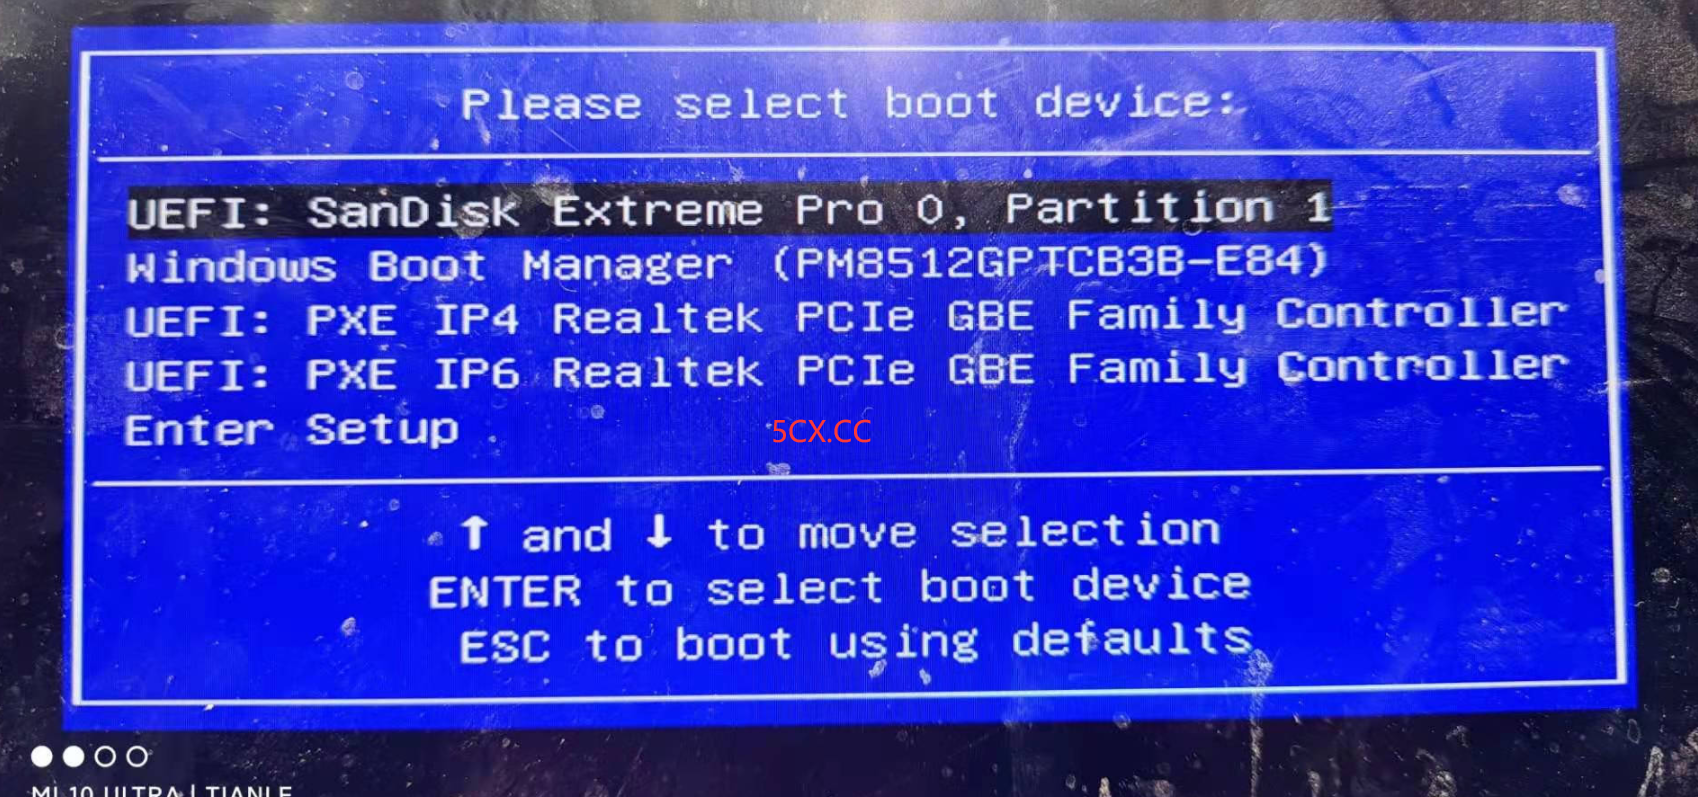 Please select boot device:
UEFI: SanDisk Extreme Pro 0, Partition 1
Windows Boot Manager (PM8512GPTCB3B-E84)
UEFI: PXE IP4 Realtek PCIe GBE Family Controller
UEFI: PXE IP6 Realtek PCIe GBE Family Controller
Enter Setup
5CX.CC
↑ and ↓ to move selection
ENTER to select boot device
ESC to boot using defaults
MI 10 ULTRA | TIANLE